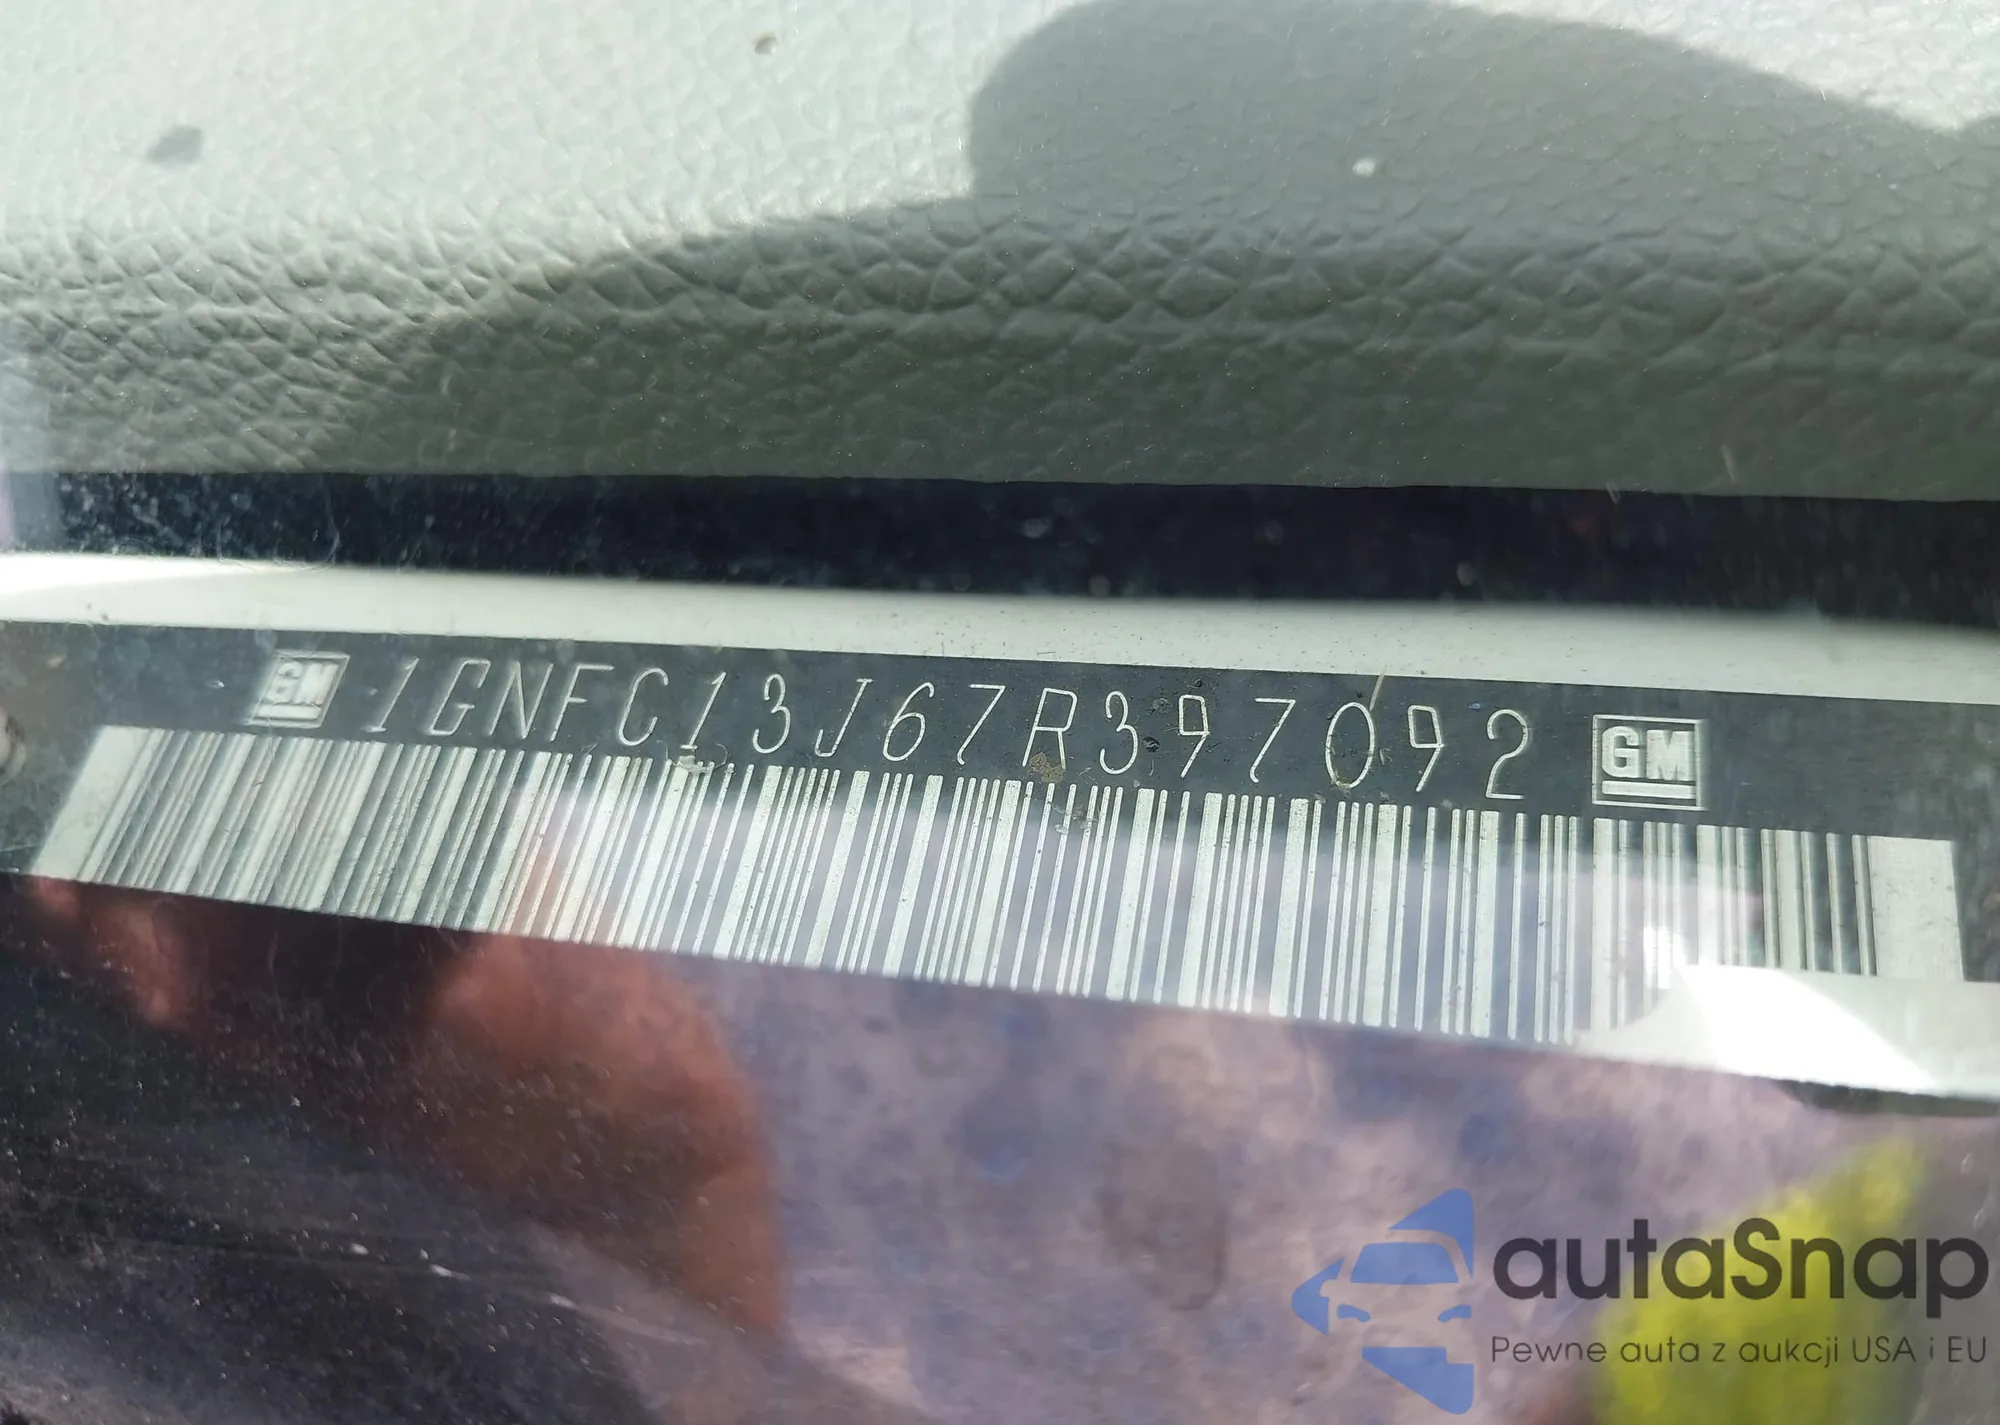 GM 1GNFC13J67R397092 GM
autaSnap
Pewne auta z aukcji USA i EU